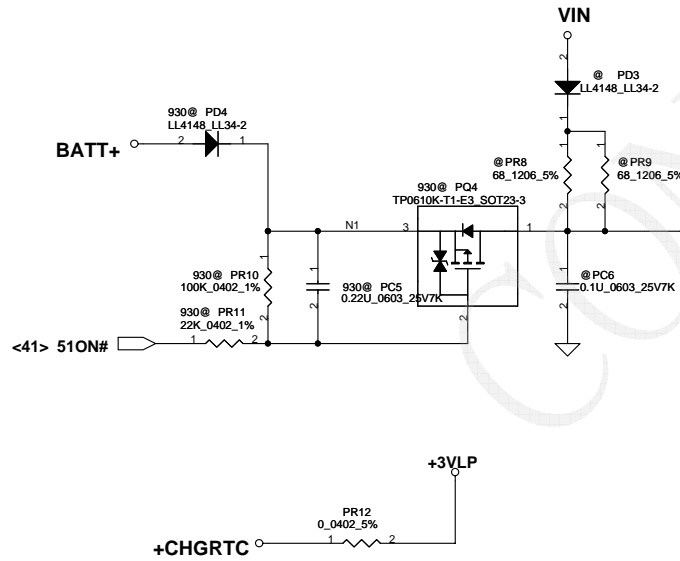 VIN
2
@ PD3
LL4148_LL34-2
1
930@ PD4
LL4148_LL34-2
BATT+
2
1
1
@PR8
68_1206_5%
2
1
@PR9
68_1206_5%
2
930@ PQ4
TP0610K-T1-E3_SOT23-3
N1
3
1
2
1
930@ PR10
100K_0402_1%
2
1
930@ PC5
0.22U_0603_25V7K
2
1
@PC6
0.1U_0603_25V7K
2
930@ PR11
22K_0402_1%
<41> 51ON#
1
2
+3VLP
PR12
0_0402_5%
+CHGRTC
1
2